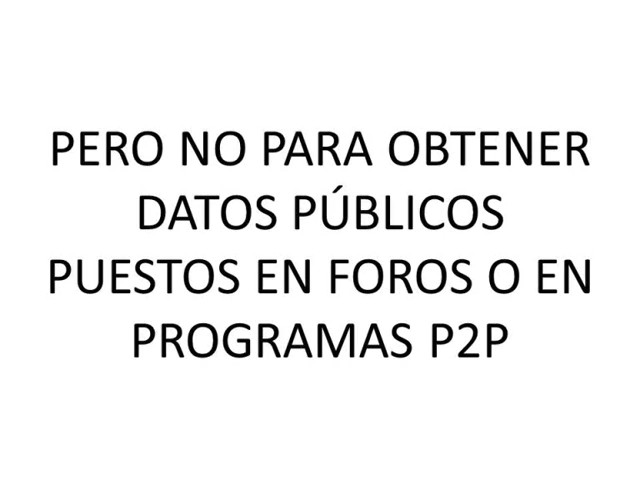 PERO NO PARA OBTENER
DATOS PÚBLICOS
PUESTOS EN FOROS O EN
PROGRAMAS P2P